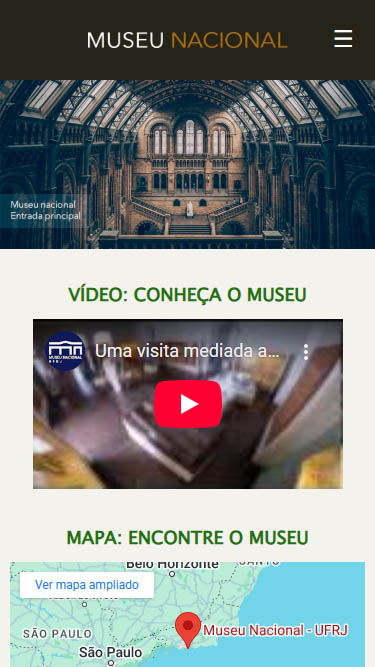 MUSEU NACIONAL
Museu nacional
Entrada principal
VÍDEO: CONHEÇA O MUSEU
MUSEU NACIONAL
UFRJ
Uma visita mediada a...
MAPA: ENCONTRE O MUSEU
Belo Horizonte
Ver mapa ampliado
SÃO PAULO
Museu Nacional - UFRJ
São Paulo